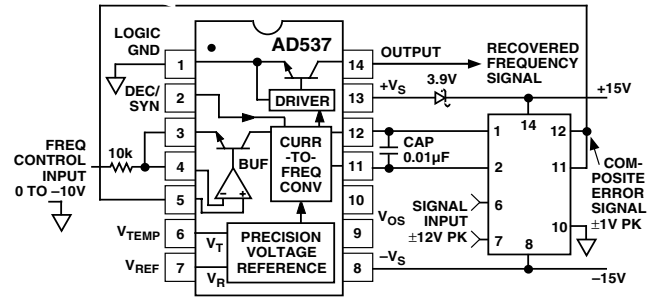 LOGIC
GND
AD537
1
14
OUTPUT
RECOVERED
FREQUENCY
SIGNAL
DEC/
SYN
2
DRIVER
13
+VS
3.9V
+15V
FREQ
CONTROL
INPUT
0 TO –10V
10k
3
BUF
CURR
-TO-
FREQ
CONV
12
CAP
0.01µF
1
14
12
4
– +
11
2
11
COM-
POSITE
ERROR
SIGNAL
±1V PK
5
10
VOS
SIGNAL
INPUT
±12V PK
6
10
VTEMP
6
VT
PRECISION
VOLTAGE
REFERENCE
9
7
8
VREF
7
VR
8
–VS
–15V